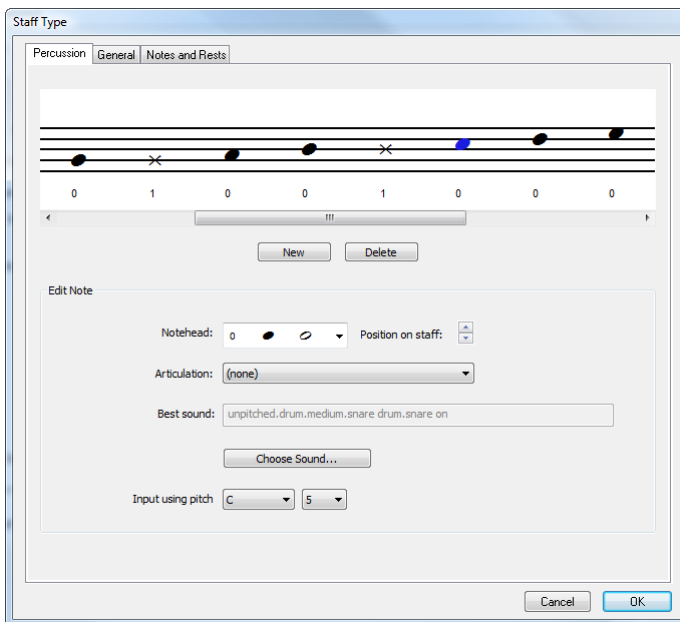 Staff Type
Percussion General Notes and Rests
0 1 0 0 1 0 0 0
New Delete
Edit Note
Notehead: 0 Position on staff:
Articulation: (none)
Best sound: unpitched.drum.medium.snare drum.snare on
Choose Sound...
Input using pitch C 5
Cancel OK